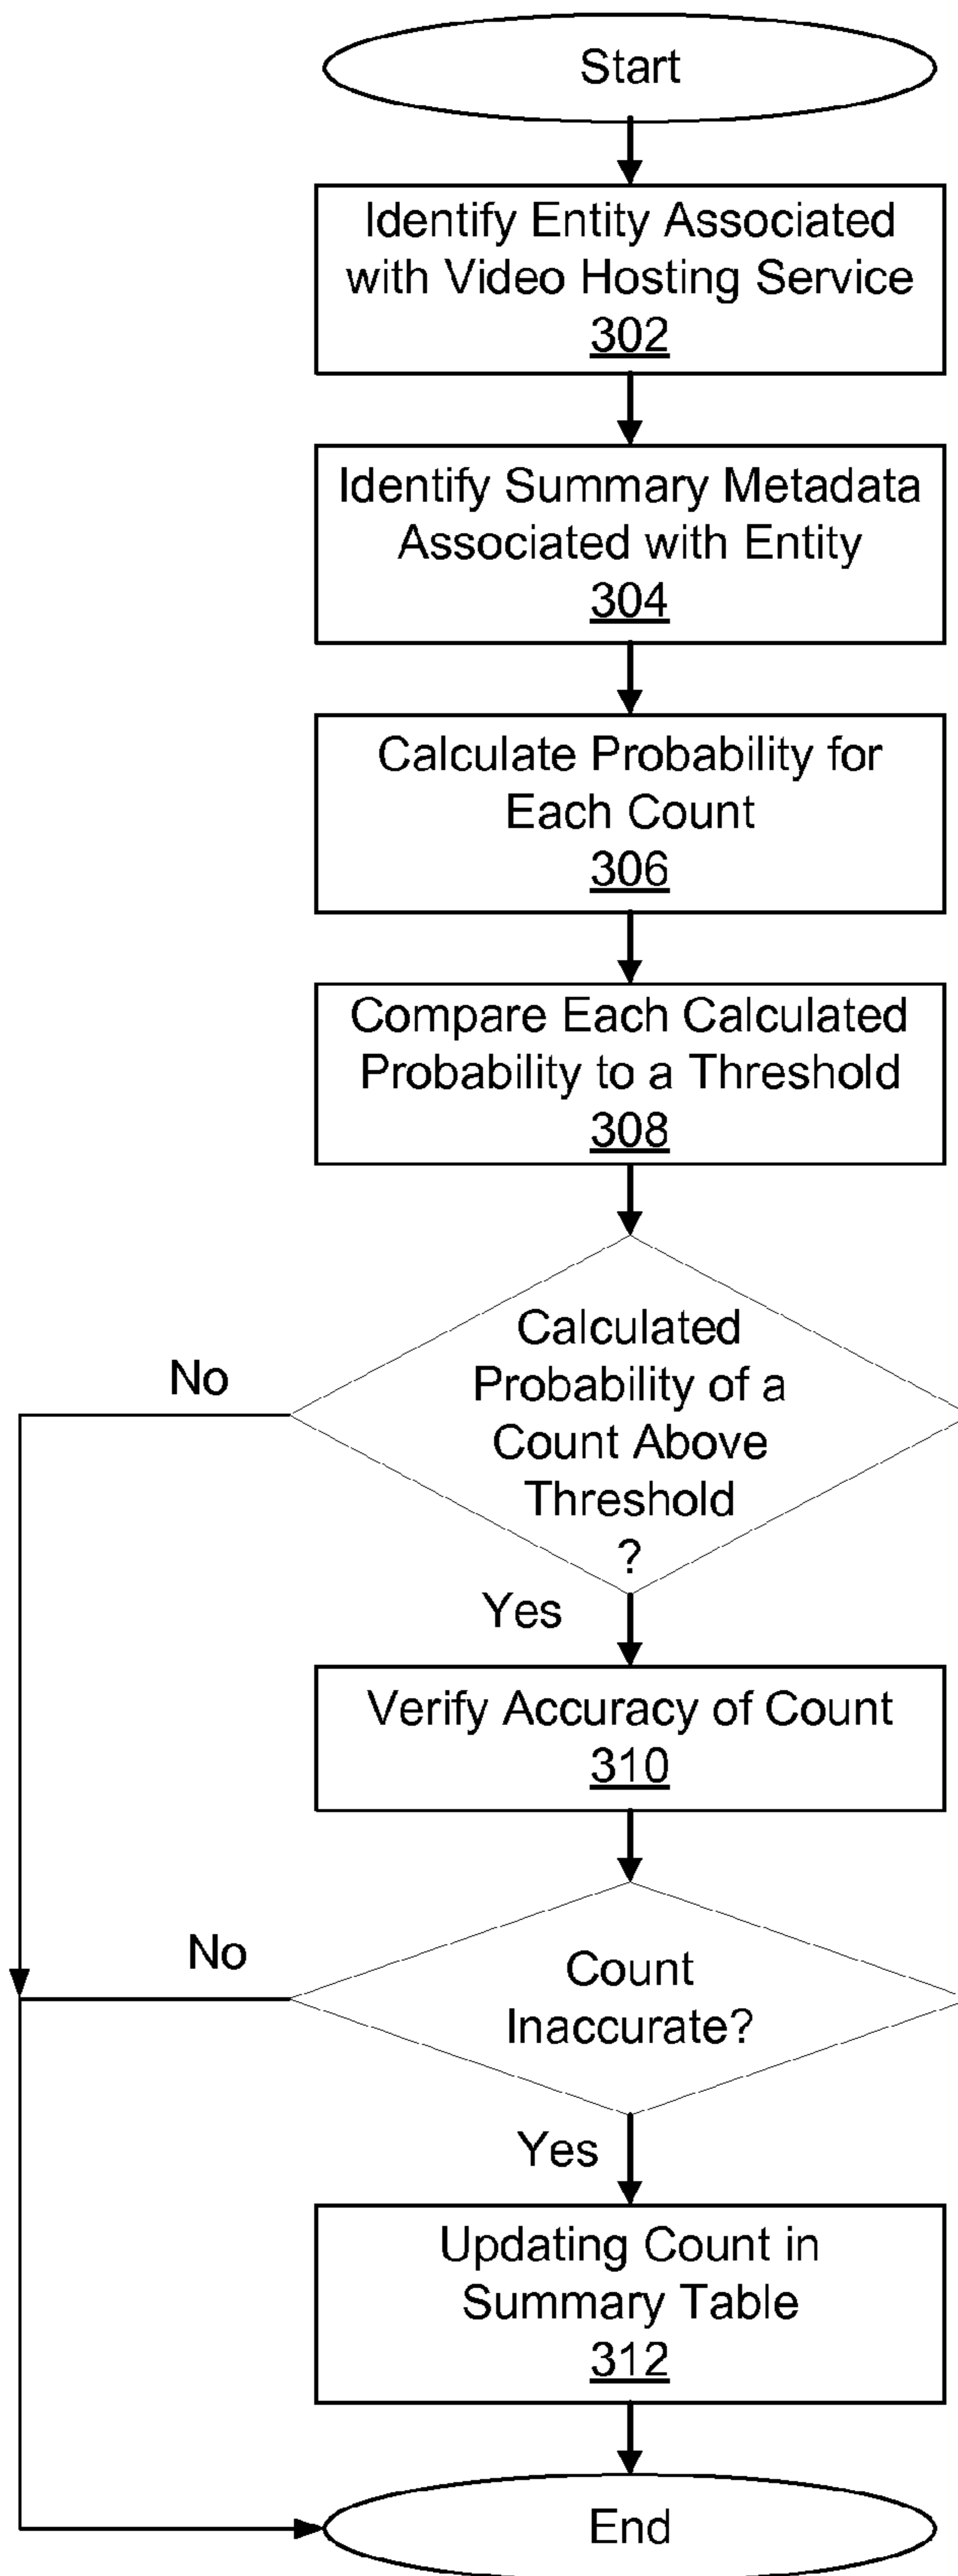 Start
Identify Entity Associated
with Video Hosting Service
302
Identify Summary Metadata
Associated with Entity
304
Calculate Probability for
Each Count
306
Compare Each Calculated
Probability to a Threshold
308
Calculated
Probability of a
Count Above
Threshold
?
No
Yes
Verify Accuracy of Count
310
Count
Inaccurate?
No
Yes
Updating Count in
Summary Table
312
End